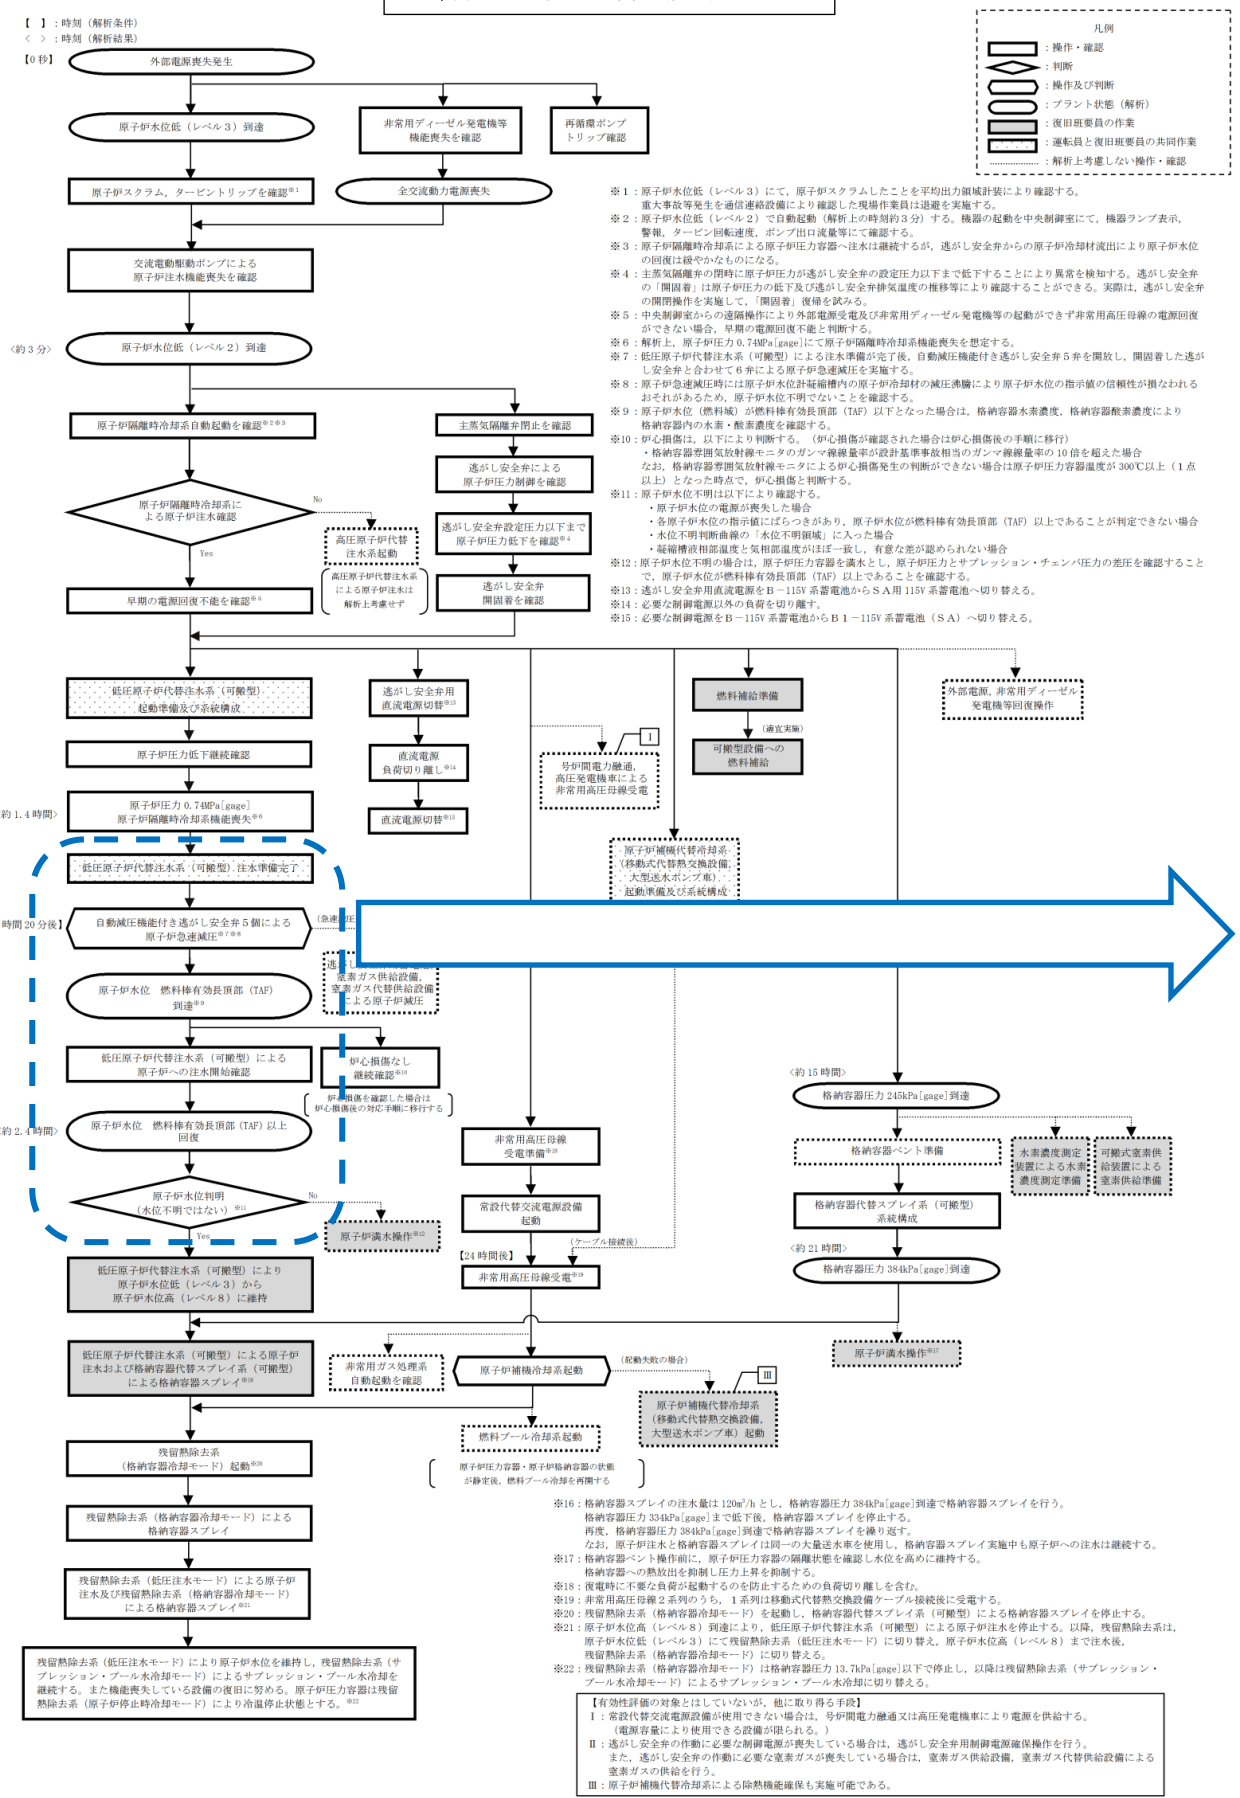 【 】：時刻（解析条件）
＜ ＞：時刻（解析結果）
【0秒】
外部電源喪失発生
原子炉水位低（レベル3）到達
非常用ディーゼル発電機等
機能喪失を確認
再循環ポンプ
トリップ確認
原子炉スクラム，タービントリップを確認※1
全交流動力電源喪失
交流電動駆動ポンプによる
原子炉注水機能喪失を確認
〈約3分〉
原子炉水位低（レベル2）到達
原子炉隔離時冷却系自動起動を確認※2※3
主蒸気隔離弁閉止を確認
逃がし安全弁による
原子炉圧力制御を確認
原子炉隔離時冷却系に
よる原子炉注水確認
No
Yes
高圧原子炉代替
注水系起動
高圧原子炉代替注水系
による原子炉注水は
解析上考慮せず
逃がし安全弁設定圧力以下まで
原子炉圧力低下を確認※4
逃がし安全弁
開固着を確認
早期の電源回復不能を確認※5
凡例
：操作・確認
：判断
：操作及び判断
：プラント状態（解析）
：復旧班要員の作業
：運転員と復旧班要員の共同作業
：解析上考慮しない操作・確認
※1：原子炉水位低（レベル3）にて，原子炉スクラムしたことを平均出力領域計装により確認する。
重大事故等発生を通信連絡設備により確認した現場作業員は退避を実施する。
※2：原子炉水位低（レベル2）で自動起動（解析上の時刻約3分）する。機器の起動を中央制御室にて，機器ランプ表示，
警報，タービン回転速度，ポンプ出口流量等にて確認する。
※3：原子炉隔離時冷却系による原子炉圧力容器へ注水は継続するが，逃がし安全弁からの原子炉冷却材流出により原子炉水位
の回復は緩やかなものになる。
※4：主蒸気隔離弁の閉時に原子炉圧力が逃がし安全弁の設定圧力以下まで低下することにより異常を検知する。逃がし安全弁
の「開固着」は原子炉圧力の低下及び逃がし安全弁排気温度の推移等により確認することができる。実際は，逃がし安全弁
の開閉操作を実施して，「開固着」復帰を試みる。
※5：中央制御室からの遠隔操作により外部電源受電及び非常用ディーゼル発電機等の起動ができず非常用高圧母線の電源回復
ができない場合，早期の電源回復不能と判断する。
※6：解析上，原子炉圧力0.74MPa[gage]にて原子炉隔離時冷却系機能喪失を想定する。
※7：低圧原子炉代替注水系（可搬型）による注水準備が完了後，自動減圧機能付き逃がし安全弁5弁を開放し，開固着した逃が
し安全弁と合わせて6弁による原子炉急速減圧を実施する。
※8：原子炉急速減圧時には原子炉水位計凝縮槽内の原子炉冷却材の減圧沸騰により原子炉水位の指示値の信頼性が損なわれる
おそれがあるため，原子炉水位不明でないことを確認する。
※9：原子炉水位（燃料域）が燃料棒有効長頂部（TAF）以下となった場合は，格納容器水素濃度，格納容器酸素濃度により
格納容器内の水素・酸素濃度を確認する。
※10：炉心損傷は，以下により判断する。（炉心損傷が確認された場合は炉心損傷後の手順に移行）
・格納容器雰囲気放射線モニタのガンマ線線量率が設計基準事故相当のガンマ線線量率の10倍を超えた場合
なお，格納容器雰囲気放射線モニタによる炉心損傷発生の判断ができない場合は原子炉圧力容器温度が300℃以上（1点
以上）となった時点で，炉心損傷と判断する。
※11：原子炉水位不明は以下により確認する。
・原子炉水位の電源が喪失した場合
・各原子炉水位の指示値にばらつきがあり，原子炉水位が燃料棒有効長頂部（TAF）以上であることが判定できない場合
・水位不明判断曲線の「水位不明領域」に入った場合
・凝縮槽液相部温度と気相部温度がほぼ一致し，有意な差が認められない場合
※12：原子炉水位不明の場合は，原子炉圧力容器を満水とし，原子炉圧力とサプレッション・チェンバ圧力の差圧を確認すること
で，原子炉水位が燃料棒有効長頂部（TAF）以上であることを確認する。
※13：逃がし安全弁用直流電源をB－115V系蓄電池からSA用115V系蓄電池へ切り替える。
※14：必要な制御電源以外の負荷を切り離す。
※15：必要な制御電源をB－115V系蓄電池からB1－115V系蓄電池（SA）へ切り替える。
低圧原子炉代替注水系（可搬型）
起動準備及び系統構成
逃がし安全弁用
直流電源切替※13
燃料補給準備
外部電源，非常用ディーゼル
発電機等回復操作
原子炉圧力低下継続確認
直流電源
負荷切り離し※14
I
号炉間電力融通，
高圧発電機車による
非常用高圧母線受電
（適宜実施）
可搬型設備への
燃料補給
約1.4時間〉
原子炉圧力0.74MPa[gage]
原子炉隔離時冷却系機能喪失※6
直流電源切替※15
低圧原子炉代替注水系（可搬型）注水準備完了
原子炉補機代替冷却系
（移動式代替熱交換設備，
大型送水ポンプ車）
起動準備及び系統構成
時間20分後】
自動減圧機能付き逃がし安全弁5個による
原子炉急速減圧※7※8
（急速減圧
窒素ガス供給設備，
窒素ガス代替供給設備
による原子炉減圧
原子炉水位　燃料棒有効長頂部（TAF）
到達※9
低圧原子炉代替注水系（可搬型）による
原子炉への注水開始確認
炉心損傷なし
継続確認※10
炉心損傷を確認した場合は
炉心損傷後の対応手順に移行する
約2.4時間〉
原子炉水位　燃料棒有効長頂部（TAF）以上
回復
原子炉水位判明
（水位不明ではない）※11
No
Yes
原子炉満水操作※12
非常用高圧母線
受電準備※18
常設代替交流電源設備
起動
【24時間後】
（ケーブル接続後）
非常用高圧母線受電※19
〈約15時間〉
格納容器圧力245kPa[gage]到達
格納容器ベント準備
水素濃度測定
装置による水素
濃度測定準備
可搬式窒素供
給装置による
窒素供給準備
格納容器代替スプレイ系（可搬型）
系統構成
〈約21時間〉
格納容器圧力384kPa[gage]到達
低圧原子炉代替注水系（可搬型）により
原子炉水位低（レベル3）から
原子炉水位高（レベル8）に維持
低圧原子炉代替注水系（可搬型）による原子炉
注水および格納容器代替スプレイ系（可搬型）
による格納容器スプレイ※16
非常用ガス処理系
自動起動を確認
原子炉補機冷却系起動
（起動失敗の場合）
III
原子炉満水操作※17
原子炉補機代替冷却系
（移動式代替熱交換設備，
大型送水ポンプ車）起動
燃料プール冷却系起動
原子炉圧力容器・原子炉格納容器の状態
が静定後，燃料プール冷却を再開する
残留熱除去系
（格納容器冷却モード）起動※20
残留熱除去系（格納容器冷却モード）による
格納容器スプレイ
残留熱除去系（低圧注水モード）による原子炉
注水及び残留熱除去系（格納容器冷却モード）
による格納容器スプレイ※21
残留熱除去系（低圧注水モード）により原子炉水位を維持し，残留熱除去系（サ
プレッション・プール水冷却モード）によるサプレッション・プール水冷却を
継続する。また機能喪失している設備の復旧に努める。原子炉圧力容器は残留
熱除去系（原子炉停止時冷却モード）により冷温停止状態とする。※22
※16：格納容器スプレイの注水量は120m³/hとし，格納容器圧力384kPa[gage]到達で格納容器スプレイを行う。
格納容器圧力334kPa[gage]まで低下後，格納容器スプレイを停止する。
再度，格納容器圧力384kPa[gage]到達で格納容器スプレイを繰り返す。
なお，原子炉注水と格納容器スプレイは同一の大量送水車を使用し，格納容器スプレイ実施中も原子炉への注水は継続する。
※17：格納容器ベント操作前に，原子炉圧力容器の隔離状態を確認し水位を高めに維持する。
格納容器への熱放出を抑制し圧力上昇を抑制する。
※18：復電時に不要な負荷が起動するのを防止するための負荷切り離しを含む。
※19：非常用高圧母線2系列のうち，1系列は移動式代替熱交換設備ケーブル接続後に受電する。
※20：残留熱除去系（格納容器冷却モード）を起動し，格納容器代替スプレイ系（可搬型）による格納容器スプレイを停止する。
※21：原子炉水位高（レベル8）到達により，低圧原子炉代替注水系（可搬型）による原子炉注水を停止する。以降，残留熱除去系は，
原子炉水位低（レベル3）にて残留熱除去系（低圧注水モード）に切り替え，原子炉水位高（レベル8）まで注水後，
残留熱除去系（格納容器冷却モード）に切り替える。
※22：残留熱除去系（格納容器冷却モード）は格納容器圧力13.7kPa[gage]以下で停止し，以降は残留熱除去系（サプレッション・
プール水冷却モード）によるサプレッション・プール水冷却に切り替える。
【有効性評価の対象とはしていないが，他に取り得る手段】
I：常設代替交流電源設備が使用できない場合は，号炉間電力融通又は高圧発電機車により電源を供給する。
（電源容量により使用できる設備が限られる。）
II：逃がし安全弁の作動に必要な制御電源が喪失している場合は，逃がし安全弁用制御電源確保操作を行う。
また，逃がし安全弁の作動に必要な窒素ガスが喪失している場合は，窒素ガス供給設備，窒素ガス代替供給設備による
窒素ガスの供給を行う。
III：原子炉補機代替冷却系による除熱機能確保も実施可能である。